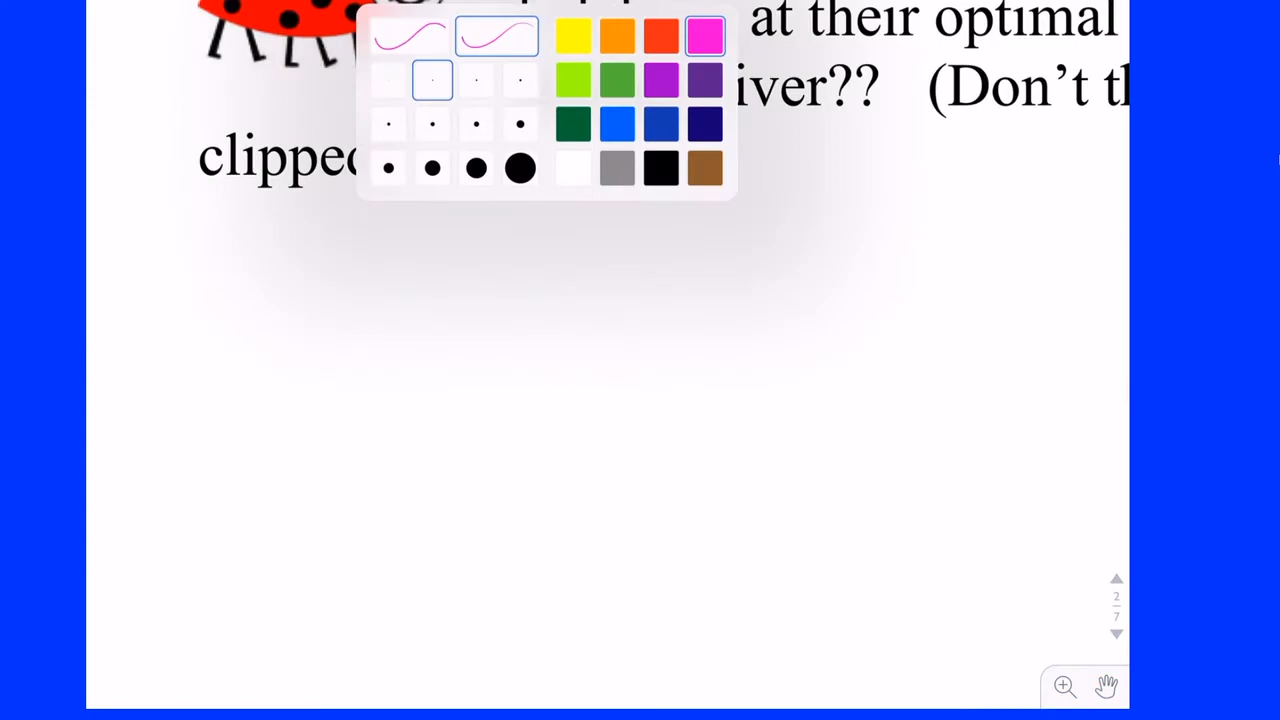 at their optimal
iver?? (Don’t th
clipped
2
7